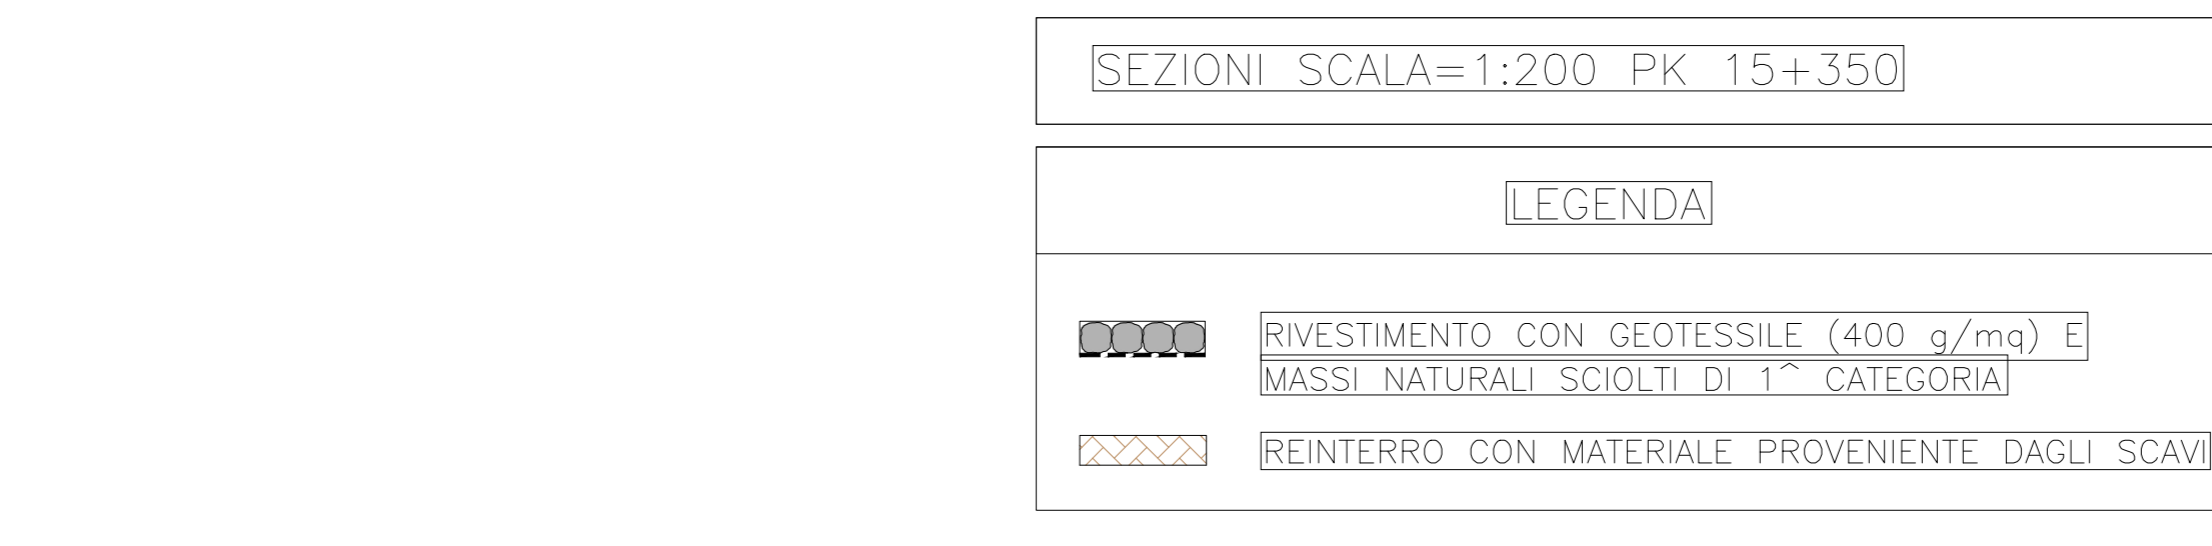 SEZIONI SCALA=1:200 PK 15+350
LEGENDA
RIVESTIMENTO CON GEOTESSILE (400 g/mq) E
MASSI NATURALI SCIOLTI DI 1^ CATEGORIA
REINTERRO CON MATERIALE PROVENIENTE DAGLI SCAVI